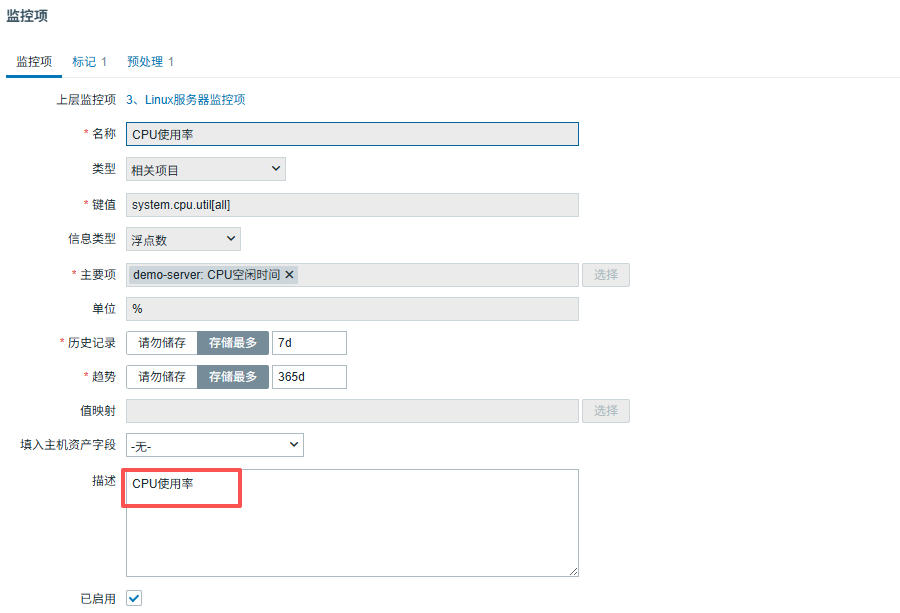 监控项
监控项 标记 1 预处理 1
上层监控项 3、Linux服务器监控项
* 名称 CPU使用率
类型 相关项目
* 键值 system.cpu.util[all]
信息类型 浮点数
* 主要项 demo-server: CPU空闲时间 ✕ 选择
单位 %
* 历史记录 请勿储存 存储最多 7d
* 趋势 请勿储存 存储最多 365d
值映射 选择
填入主机资产字段 -无-
描述 CPU使用率
已启用